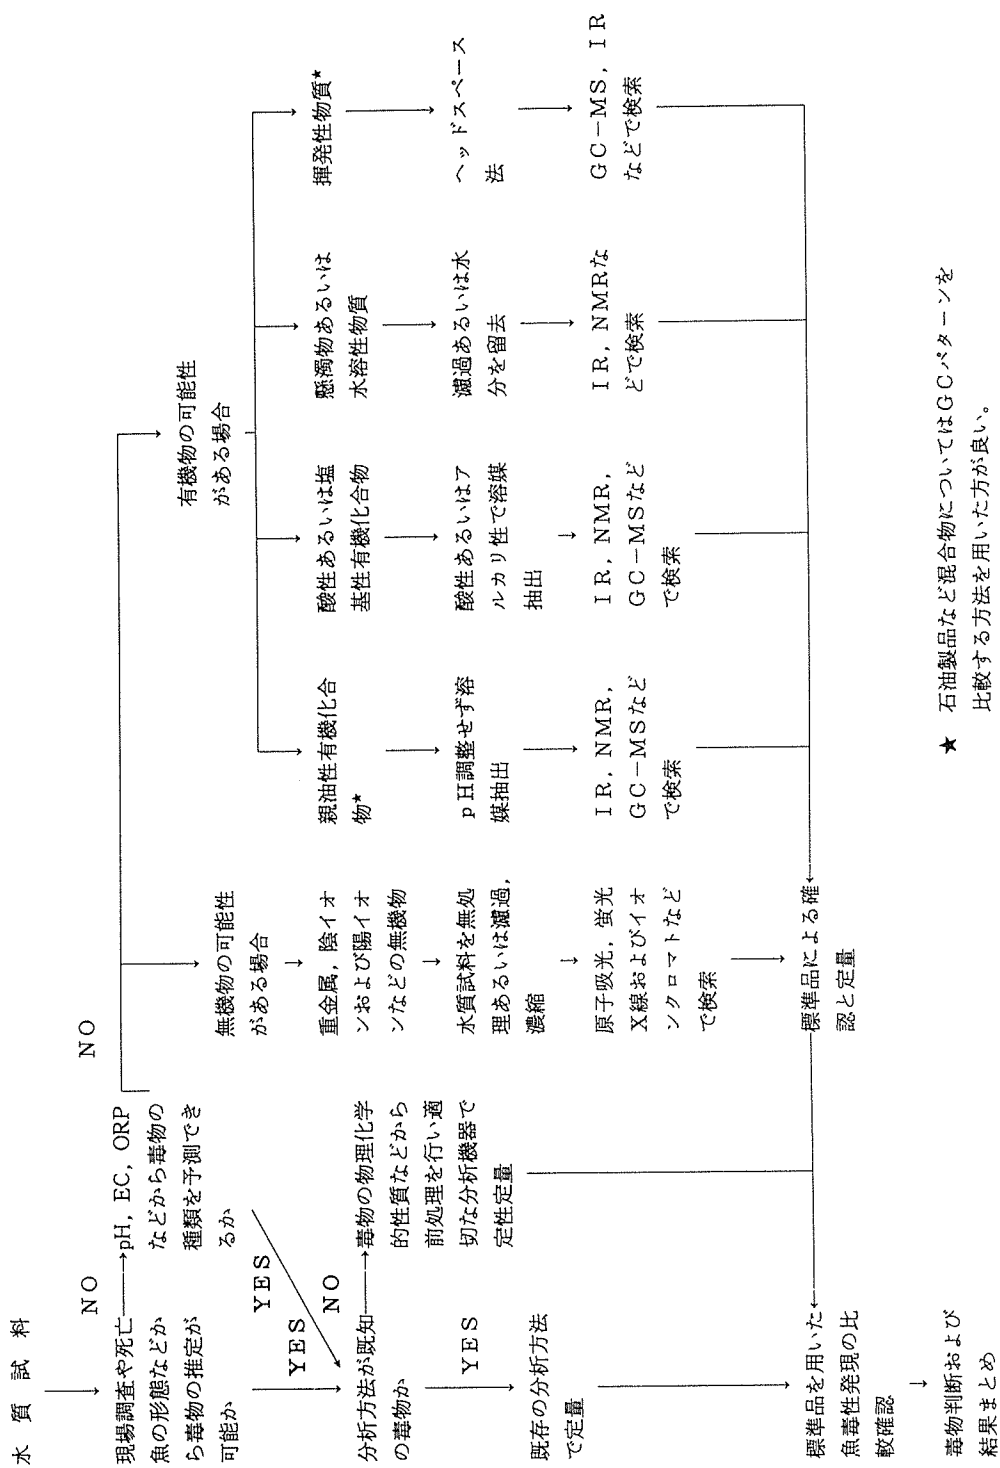 水質試料
現場調査や死亡
魚の形態などか
ら毒物の推定が
可能か
NO
pH, EC, ORP
などから毒物の
種類を予測でき
るか
NO
YES
YES
分析方法が既知
の毒物か
NO
毒物の物理化学
的性質などから
前処理を行い適
切な分析機器で
定性定量
YES
既存の分析方法
で定量
無機物の可能性
がある場合
重金属，陰イオ
ンおよび陽イオ
ンなどの無機物
水質試料を無処
理あるいは濾過，
濃縮
原子吸光，蛍光
X線およびイオ
ンクロマトなど
で検索
有機物の可能性
がある場合
親油性有機化合
物★
pH調整せず溶
媒抽出
IR, NMR,
GC-MSなど
で検索
酸性あるいは塩
基性有機化合物
酸性あるいはア
ルカリ性で溶媒
抽出
IR, NMR,
GC-MSなど
で検索
懸濁物あるいは
水溶性物質
濾過あるいは水
分を留去
IR, NMRな
どで検索
揮発性物質★
ヘッドスペース
法
GC-MS, IR
などで検索
標準品による確
認と定量
標準品を用いた
魚毒性発現の比
較確認
毒物判断および
結果まとめ
★ 石油製品など混合物についてはGCパターンを
比較する方法を用いた方が良い。